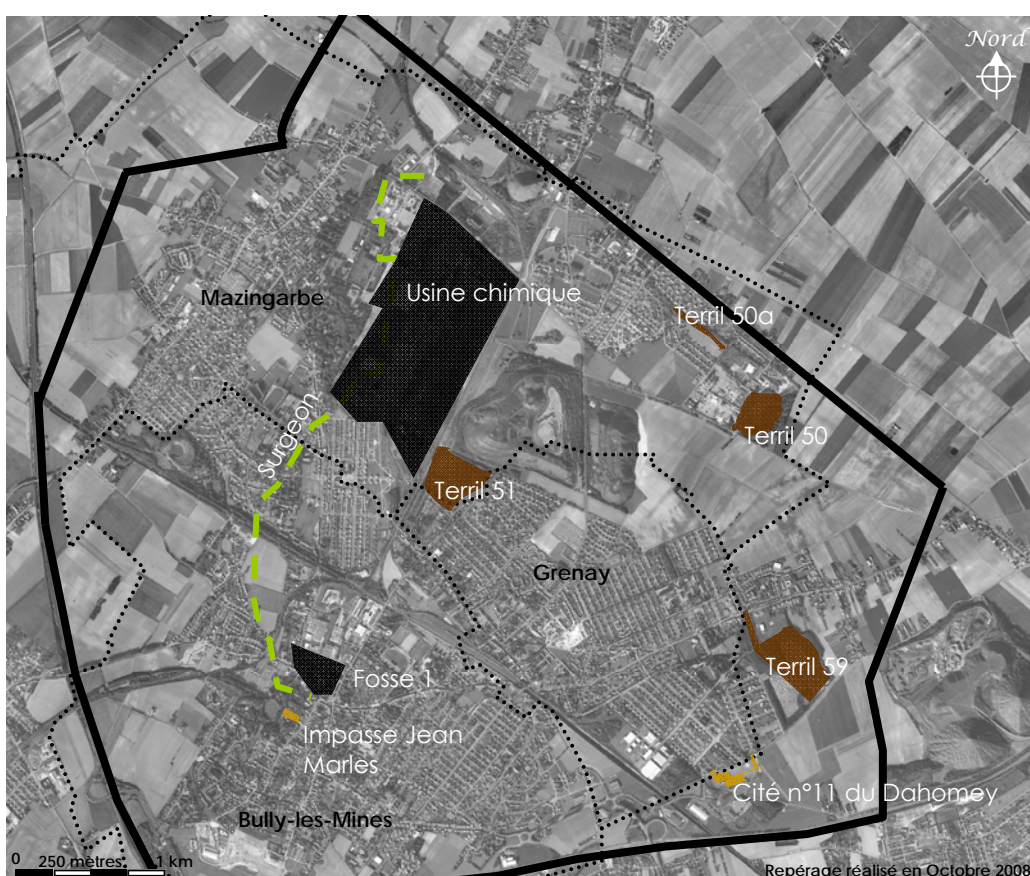 Nord
Usine chimique
Mazingarbe
Terril 50a
Surgeon
Terril 50
Terril 51
Grenay
Terril 59
Fosse 1
Impasse Jean
Marles
Cité n°11 du Dahomey
Bully-les-Mines
0 250 mètres 1 km
Repérage réalisé en Octobre 2008